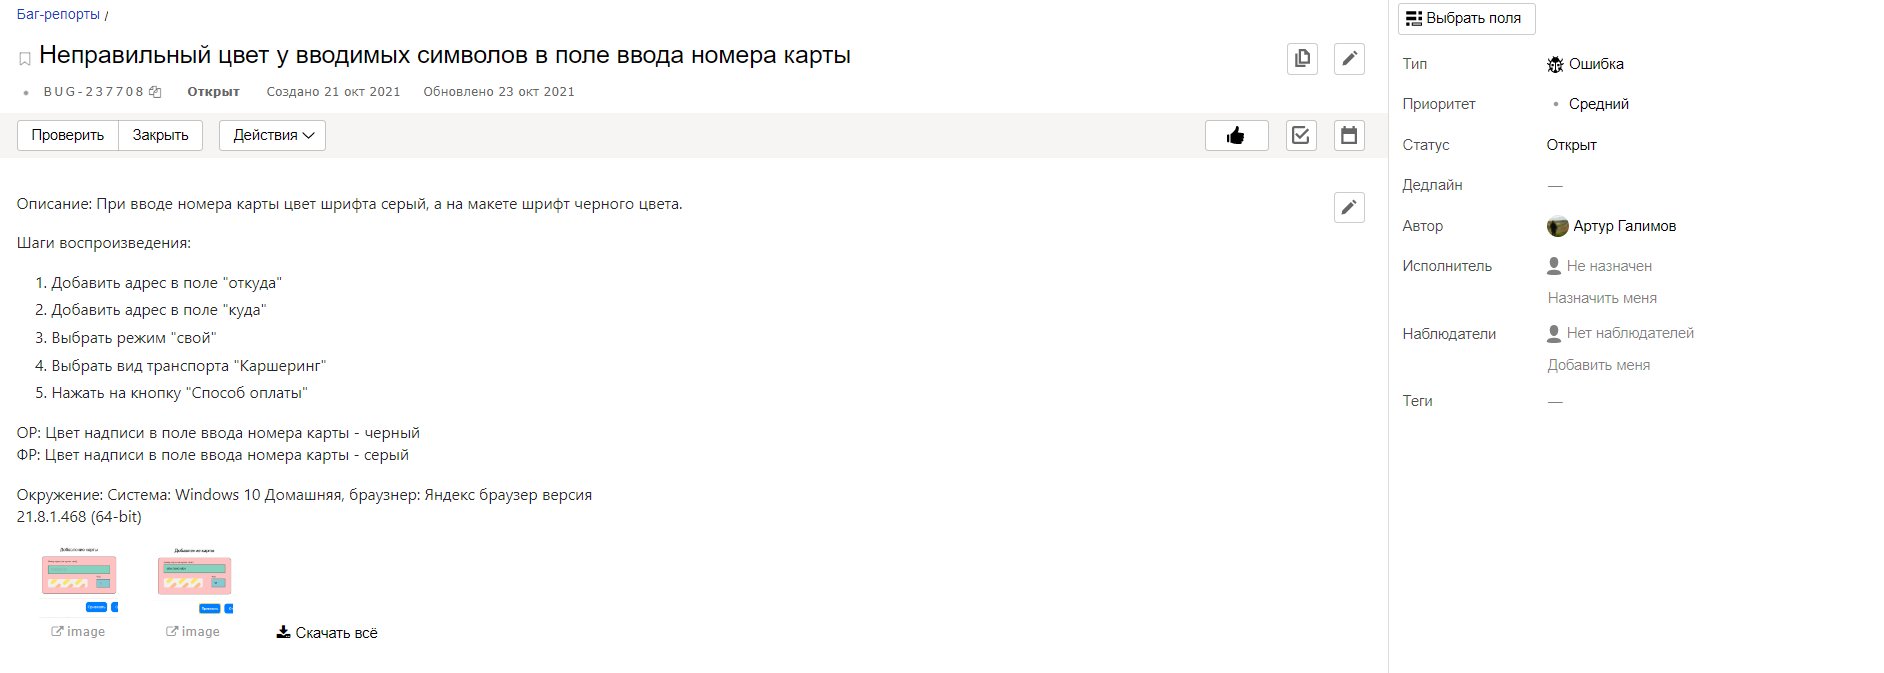 Баг-репорты /
Неправильный цвет у вводимых символов в поле ввода номера карты
BUG-237708 Открыт Создано 21 окт 2021 Обновлено 23 окт 2021
Проверить Закрыть Действия
Описание: При вводе номера карты цвет шрифта серый, а на макете шрифт черного цвета.
Шаги воспроизведения:
1. Добавить адрес в поле "откуда"
2. Добавить адрес в поле "куда"
3. Выбрать режим "свой"
4. Выбрать вид транспорта "Каршеринг"
5. Нажать на кнопку "Способ оплаты"
ОР: Цвет надписи в поле ввода номера карты - черный
ФР: Цвет надписи в поле ввода номера карты - серый
Окружение: Система: Windows 10 Домашняя, браузнер: Яндекс браузер версия
21.8.1.468 (64-bit)
image image Скачать всё
Выбрать поля
Тип Ошибка
Приоритет Средний
Статус Открыт
Дедлайн —
Автор Артур Галимов
Исполнитель Не назначен
Назначить меня
Наблюдатели Нет наблюдателей
Добавить меня
Теги —